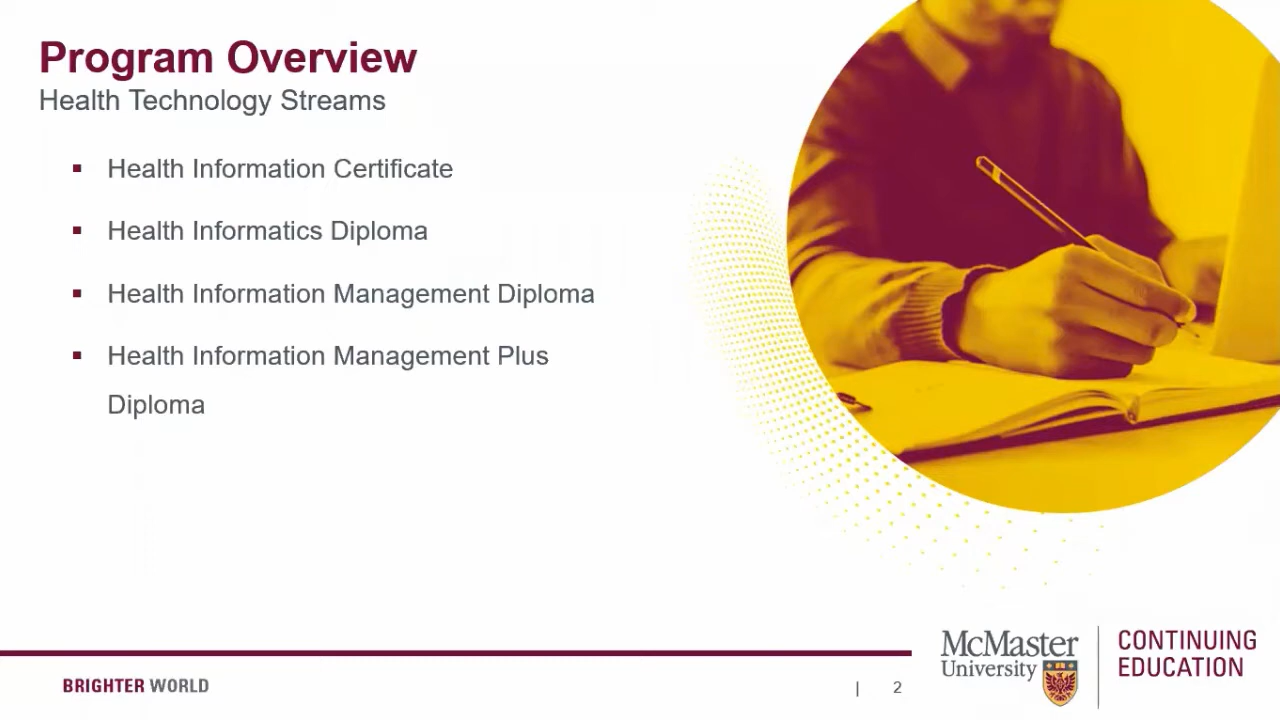 Program Overview
Health Technology Streams
▪ Health Information Certificate
▪ Health Informatics Diploma
▪ Health Information Management Diploma
▪ Health Information Management Plus
Diploma
BRIGHTER WORLD
| 2
McMaster
University
CONTINUING
EDUCATION